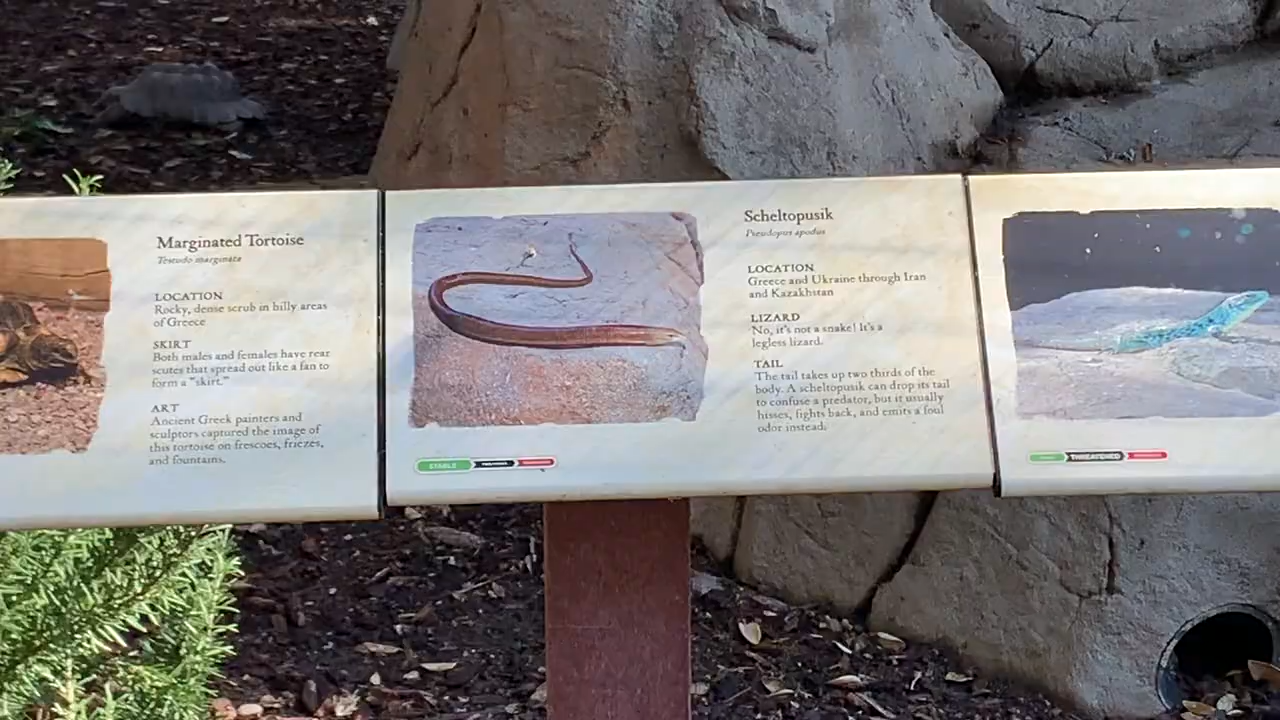 Marginated Tortoise
Testudo marginata
LOCATION
Rocky, dense scrub in hilly areas
of Greece
SKIRT
Both males and females have rear
scutes that spread out like a fan to
form a "skirt."
ART
Ancient Greek painters and
sculptors captured the image of
this tortoise on frescoes, friezes,
and fountains.
Scheltopusik
Pseudopus apodus
LOCATION
Greece and Ukraine through Iran
and Kazakhstan
LIZARD
No, it's not a snake! It's a
legless lizard.
TAIL
The tail takes up two thirds of the
body. A scheltopusik can drop its tail
to confuse a predator, but it usually
hisses, fights back, and emits a foul
odor instead.
STABLE
THREATENED